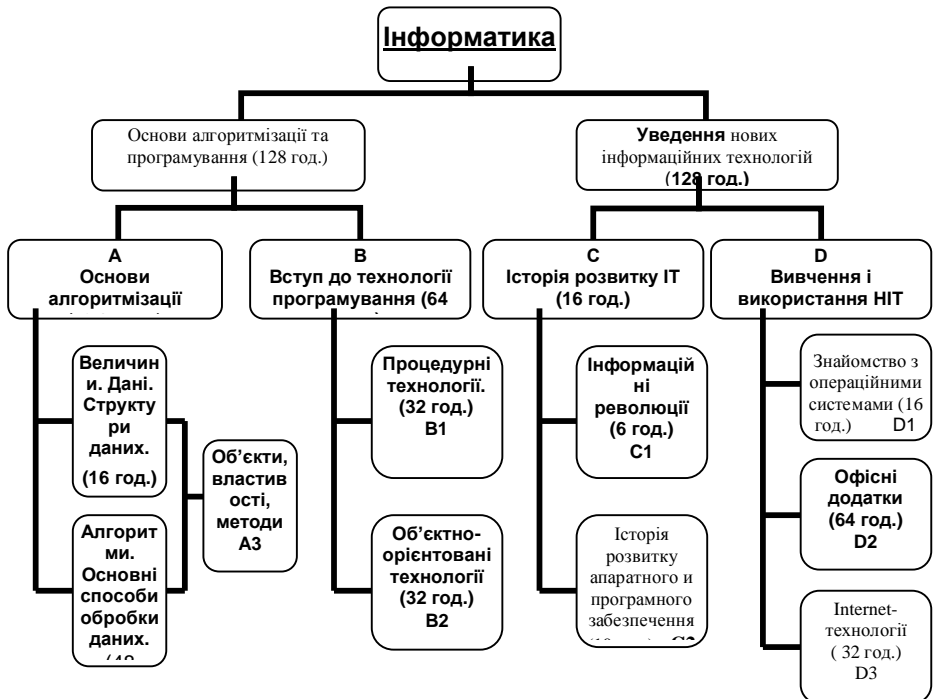 Інформатика
Основи алгоритмізації та
програмування (128 год.)
Уведення нових
інформаційних технологій
(128 год.)
A
Основи
алгоритмізації
B
Вступ до технології
програмування (64
C
Історія розвитку ІТ
(16 год.)
D
Вивчення і
використання НІТ
Величин
и. Дані.
Структу
ри
даних.
(16 год.)
Алгорит
ми.
Основні
способи
обробки
даних.
Об’єкти,
властив
ості,
методи
A3
Процедурні
технології.
(32 год.)
B1
Об’єктно-
орієнтовані
технології
(32 год.)
B2
Інформацій
ні
революції
(6 год.)
C1
Історія
розвитку
апаратного и
програмного
забезпечення
Знайомство з
операційними
системами (16
год.) D1
Офісні
додатки
(64 год.)
D2
Internet-
технології
( 32 год.)
D3